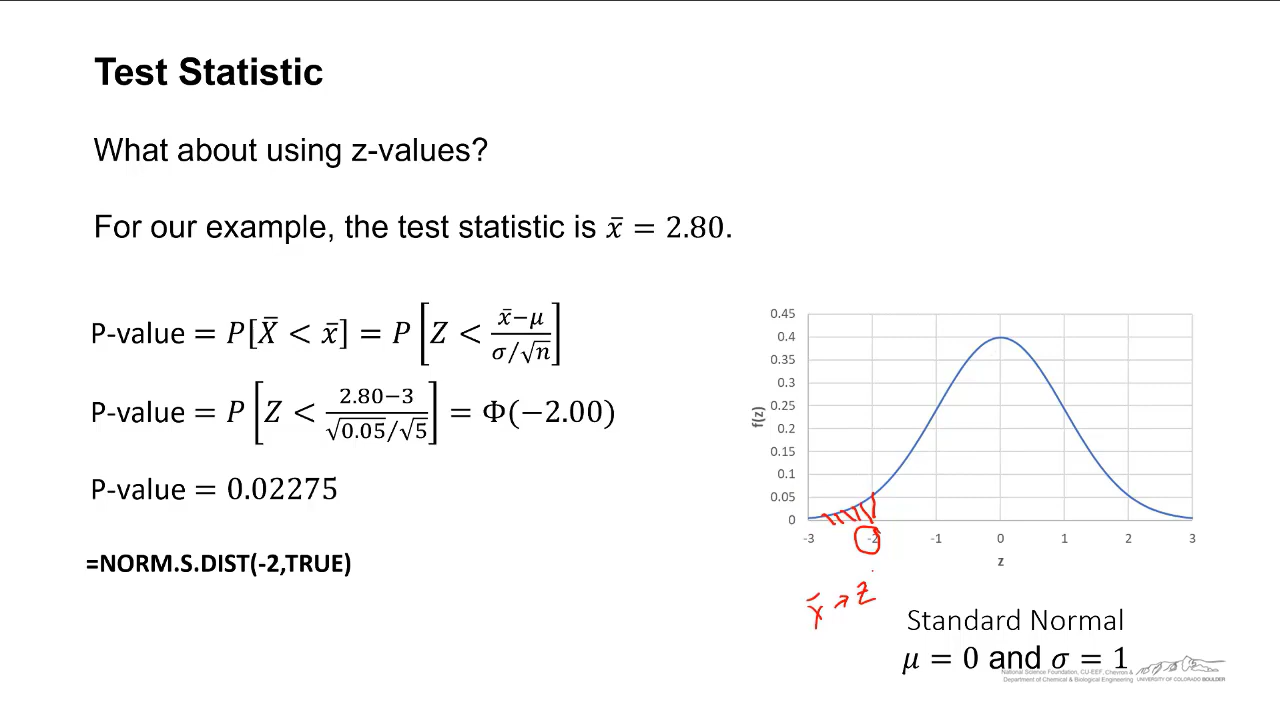 Test Statistic
What about using z-values?
For our example, the test statistic is x̄ = 2.80.
P-value = P[X̄ < x̄] = P[Z < (x̄−μ)/(σ/√n)]
P-value = P[Z < (2.80−3)/(√0.05/√5)] = Φ(−2.00)
P-value = 0.02275
=NORM.S.DIST(-2,TRUE)
0.45
0.4
0.35
0.3
0.25
0.2
0.15
0.1
0.05
0
f(z)
-3 -2 -1 0 1 2 3
z
x̄ → z
Standard Normal
μ = 0 and σ = 1
National Science Foundation, CU-EEF, Chevron &
Department of Chemical & Biological Engineering
UNIVERSITY OF COLORADO BOULDER